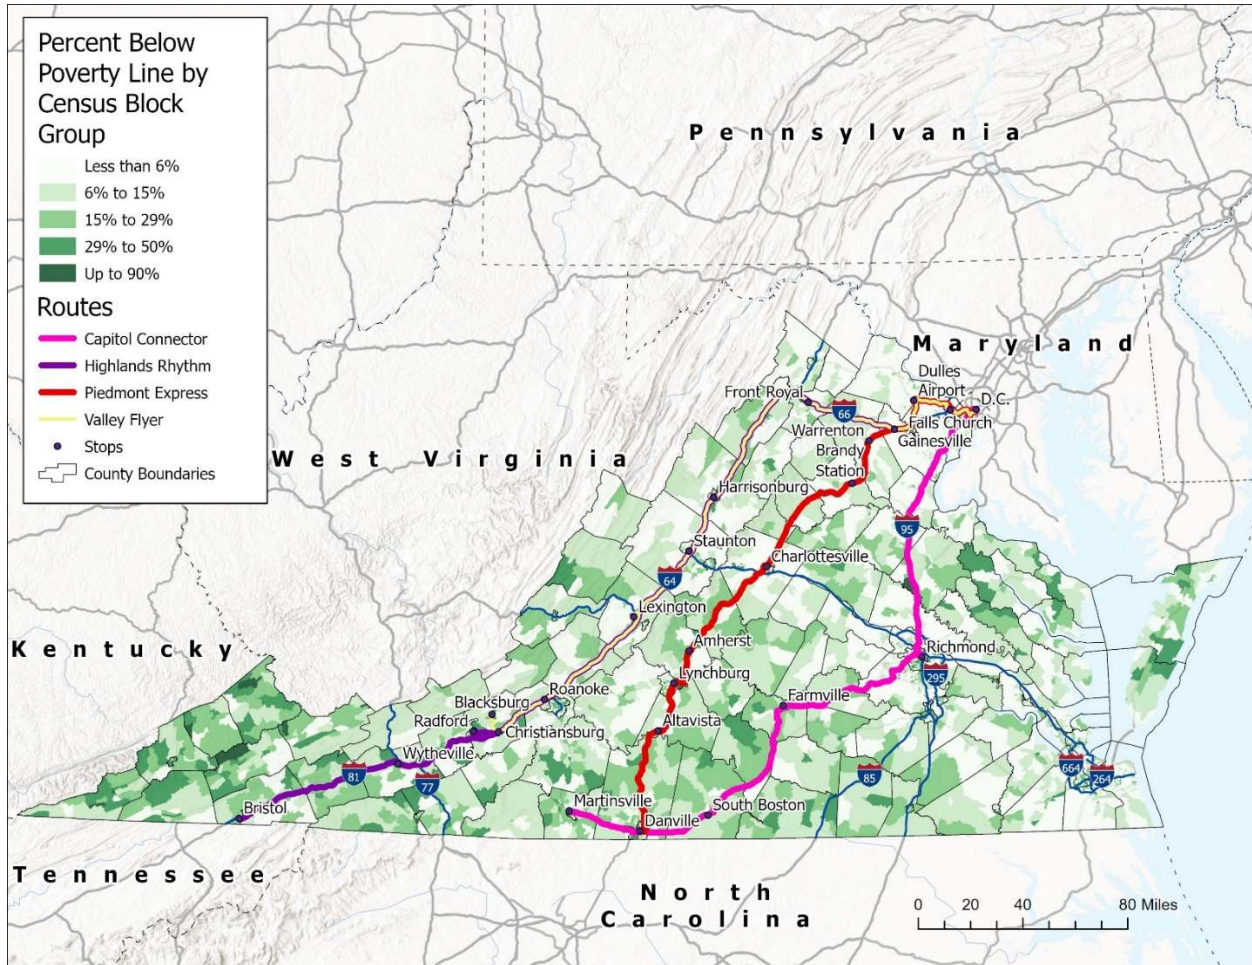 Percent Below
Poverty Line by
Census Block
Group
Less than 6%
6% to 15%
15% to 29%
29% to 50%
Up to 90%
Routes
Capitol Connector
Highlands Rhythm
Piedmont Express
Valley Flyer
Stops
County Boundaries
Pennsylvania
Maryland
West Virginia
Kentucky
Tennessee
North
Carolina
Dulles
Airport
D.C.
Front Royal
66
Falls Church
Warrenton
Gainesville
Brandy
Station
Harrisonburg
95
Staunton
Charlottesville
64
Lexington
Amherst
Richmond
295
Lynchburg
Roanoke
Blacksburg
Farmville
Radford
Christiansburg
Altavista
Wytheville
81
77
85
664
264
Bristol
Martinsville
South Boston
Danville
0 20 40 80 Miles